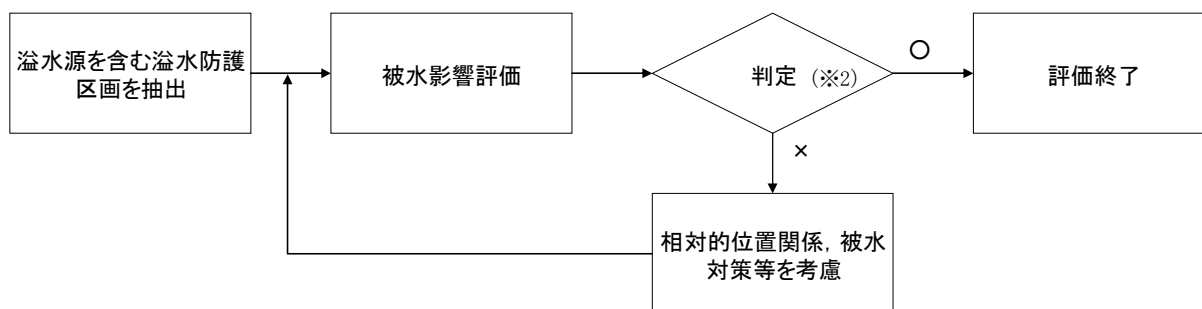 溢水源を含む溢水防護
区画を抽出
被水影響評価
判定 (※2)
○
評価終了
×
相対的位置関係，被水
対策等を考慮